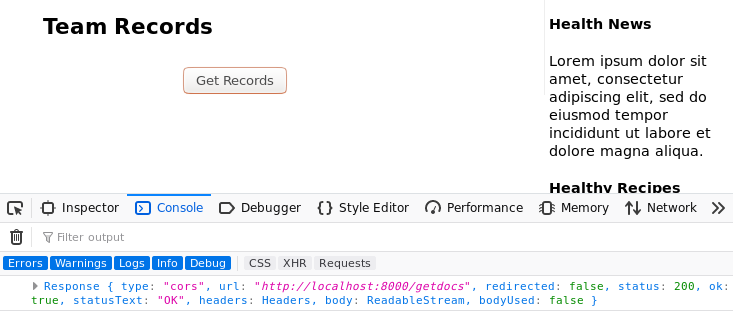 Team Records
Get Records
Health News
Lorem ipsum dolor sit
amet, consectetur
adipiscing elit, sed do
eiusmod tempor
incididunt ut labore et
dolore magna aliqua.
Healthy Recipes
Inspector Console Debugger Style Editor Performance Memory Network
Filter output
Errors Warnings Logs Info Debug CSS XHR Requests
Response { type: "cors", url: "http://localhost:8000/getdocs", redirected: false, status: 200, ok:
true, statusText: "OK", headers: Headers, body: ReadableStream, bodyUsed: false }